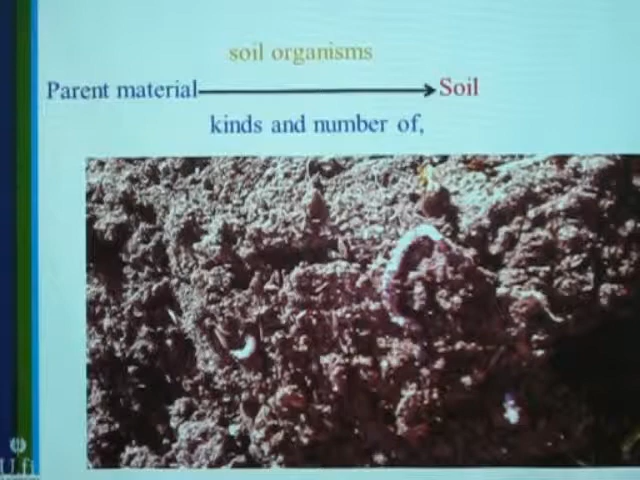 soil organisms
Parent material Soil
kinds and number of,